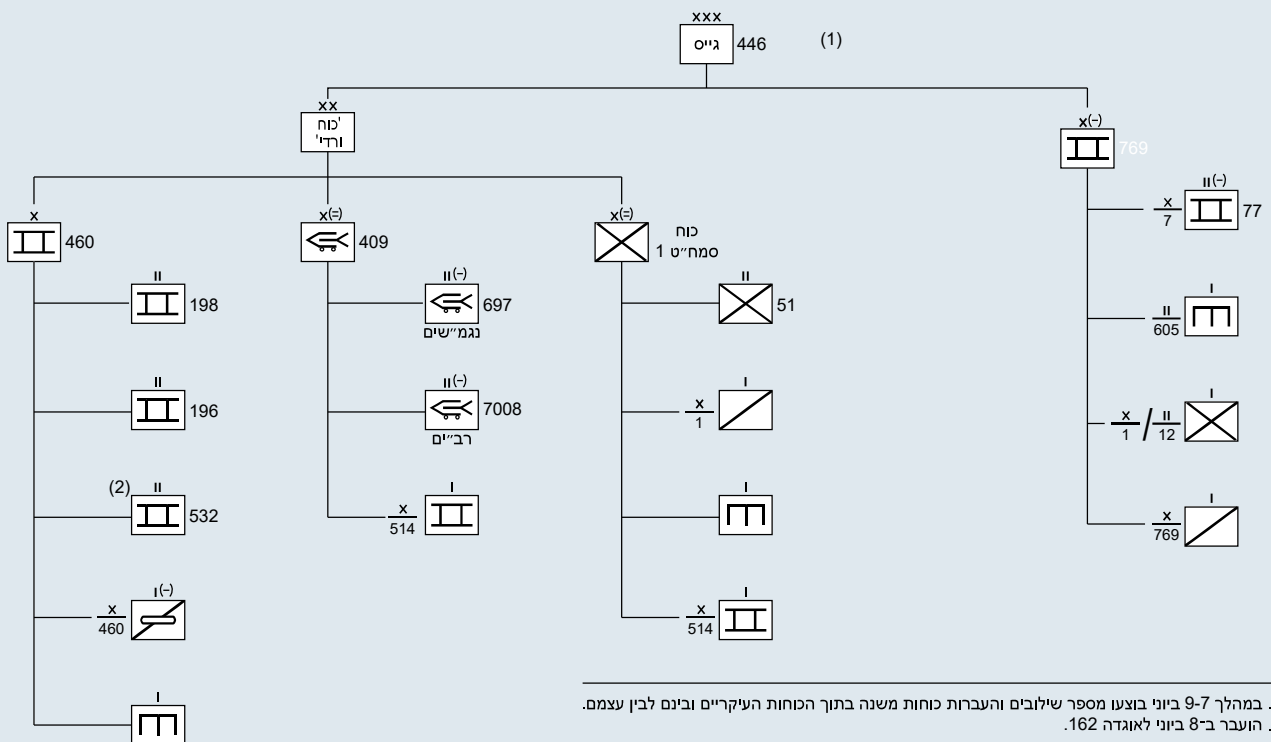 xxx
גייס 446 (1)
xx
'כוח
ורדי'
x(–)
769
II(–)
x
7
77
I
II
605
I
x
1
/
II
12
I
x
769
x
460
II
198
II
196
(2) II
532
I(–)
x
460
I
x(=)
409
II(–)
697
נגמ״שים
II(–)
7008
רב״ים
I
x
514
x(=)
כוח
סמח״ט 1
II
51
I
x
1
I
I
x
514
. במהלך 9-7 ביוני בוצעו מספר שילובים והעברות כוחות משנה בתוך הכוחות העיקריים ובינם לבין עצמם.
. הועבר ב־8 ביוני לאוגדה 162.